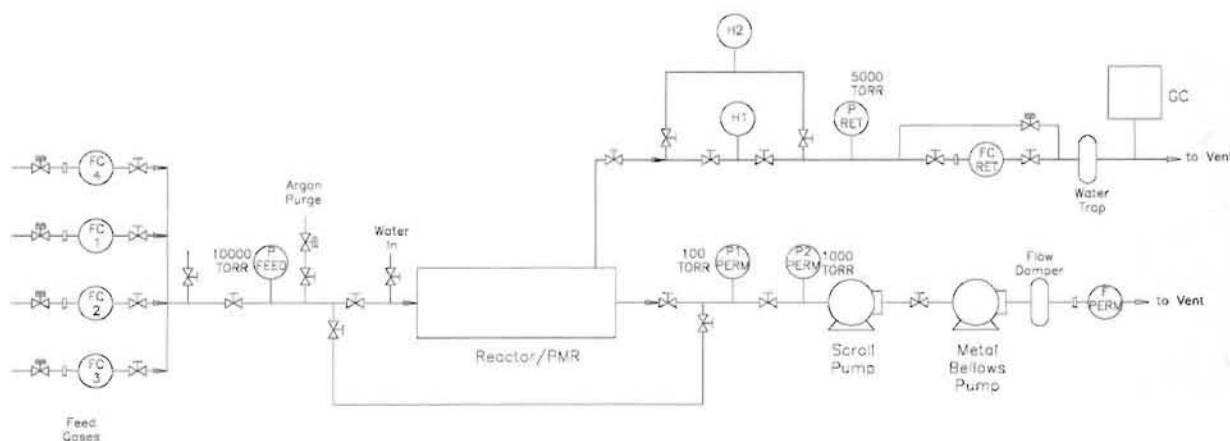 H2
5000
TORR
GC
H1
P
RET
FC
RET
to Vent
Water
Trap
FC
4
Argon
Purge
FC
1
Water
In
10000
TORR
P
FEED
100
TORR
P1
PERM
P2
PERM
1000
TORR
Flow
Damper
FC
2
F
PERM
to Vent
Reactor/PMR
Scroll
Pump
Metal
Bellows
Pump
FC
3
Feed
Gases